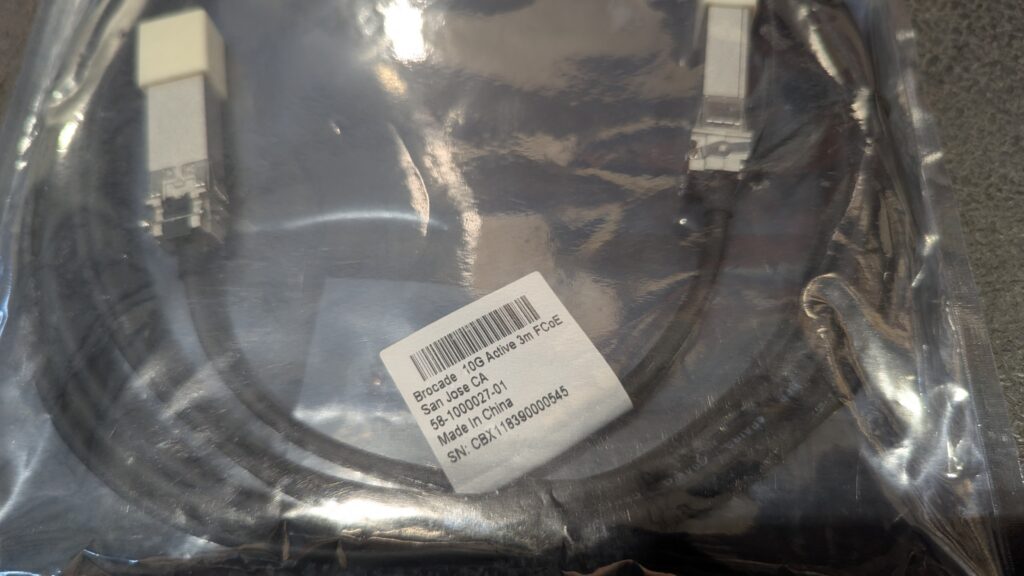 Brocade 10G Active 3m FCoE
San Jose CA
58-1000027-01
Made In China
SN: CBX118390000545